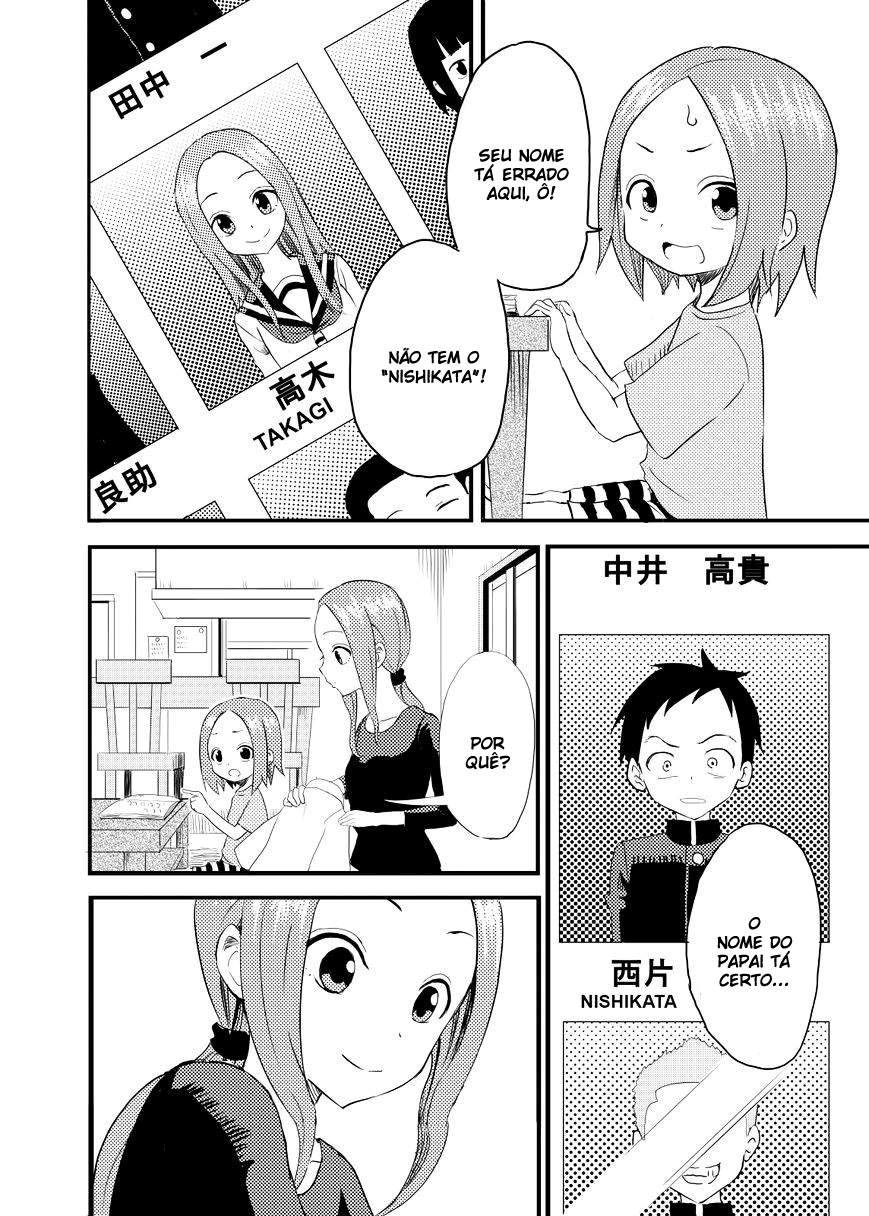 SEU NOME
TÁ ERRADO
AQUI, Ô!
NÃO TEM O
"NISHIKATA"!
田中 一
高木
TAKAGI
良助
中井 高貴
西片
NISHIKATA
O
NOME DO
PAPAI TÁ
CERTO...
POR
QUÊ?